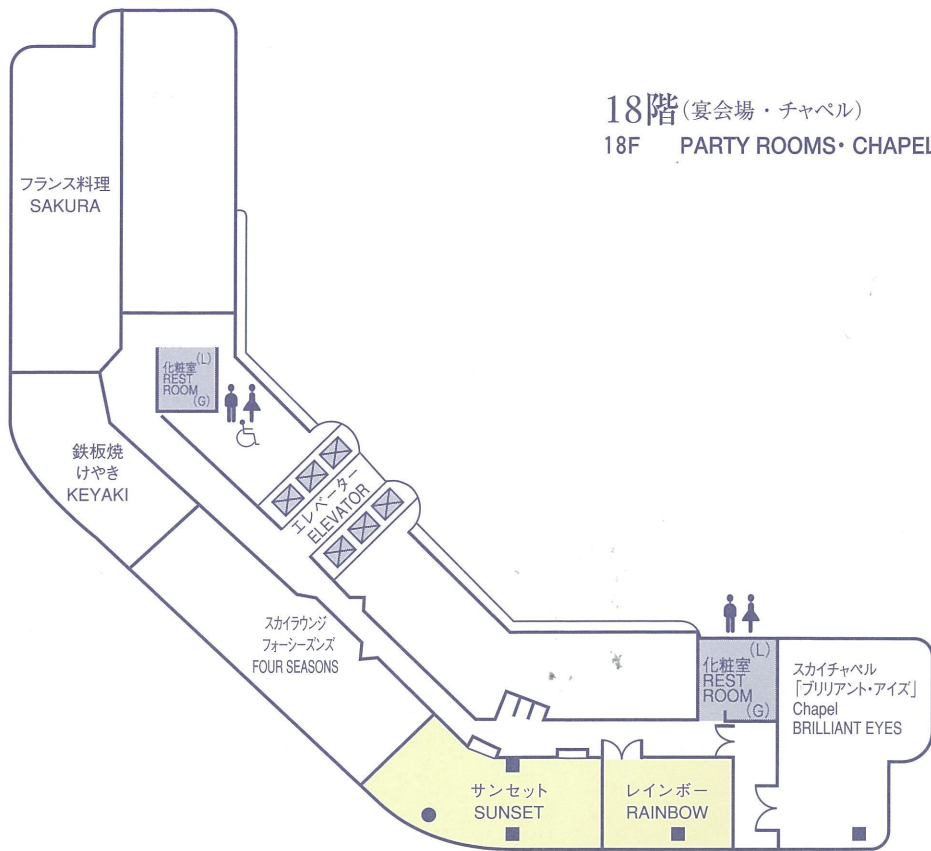 18階(宴会場・チャペル)
18F PARTY ROOMS・CHAPEL
フランス料理
SAKURA
化粧室(L)
REST
ROOM
(G)
鉄板焼
けやき
KEYAKI
エレベーター
ELEVATOR
スカイラウンジ
フォーシーズンズ
FOUR SEASONS
化粧室(L)
REST
ROOM
(G)
スカイチャペル
「ブリリアント・アイズ」
Chapel
BRILLIANT EYES
サンセット
SUNSET
レインボー
RAINBOW